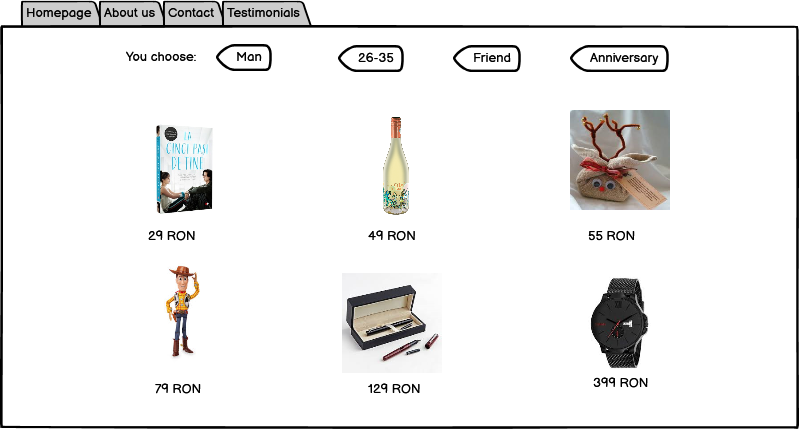 Homepage
About us
Contact
Testimonials
You choose:
Man
26-35
Friend
Anniversary
LA
CINCI PAȘI
DE TINE
29 RON
49 RON
55 RON
79 RON
129 RON
399 RON